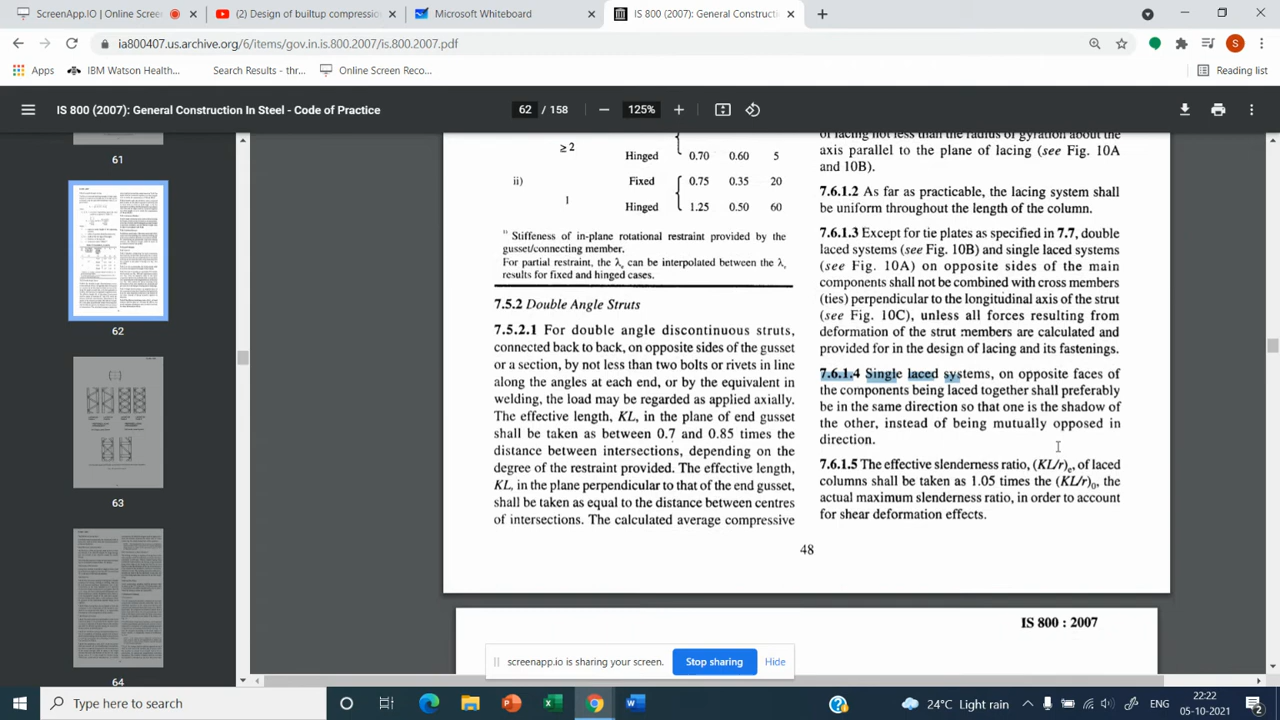 ScreenApp.IO | Online Screen
(2) Design of builtup compressio
Microsoft Whiteboard
IS 800 (2007): General Constructi
ia800407.us.archive.org/6/items/gov.in.is.800.2007/is.800.2007.pdf
Apps
IBM Watson Health...
Search Results - thr...
Online Screen Reco...
Reading list
IS 800 (2007): General Construction In Steel - Code of Practice
62 / 158
125%
61
62
63
64
≥ 2
Hinged 0.70 0.60 5
ii) Fixed 0.75 0.35 20
1
Hinged 1.25 0.50 60
Stiffeness of in-plane rotational restraint provided by the
gusset/connecting member.
For partial restraint, the λe can be interpolated between the λe
results for fixed and hinged cases.
7.5.2 Double Angle Struts
7.5.2.1 For double angle discontinuous struts,
connected back to back, on opposite sides of the gusset
or a section, by not less than two bolts or rivets in line
along the angles at each end, or by the equivalent in
welding, the load may be regarded as applied axially.
The effective length, KL, in the plane of end gusset
shall be taken as between 0.7 and 0.85 times the
distance between intersections, depending on the
degree of the restraint provided. The effective length,
KL, in the plane perpendicular to that of the end gusset,
shall be taken as equal to the distance between centres
of intersections. The calculated average compressive
of lacing not less than the radius of gyration about the
axis parallel to the plane of lacing (see Fig. 10A
and 10B).
7.6.1.2 As far as practicable, the lacing system shall
be uniform throughout the length of the column.
7.6.1.3 Except for tie plates as specified in 7.7, double
laced systems (see Fig. 10B) and single laced systems
(see Fig. 10A) on opposite sides of the main
components shall not be combined with cross members
(ties) perpendicular to the longitudinal axis of the strut
(see Fig. 10C), unless all forces resulting from
deformation of the strut members are calculated and
provided for in the design of lacing and its fastenings.
7.6.1.4 Single laced systems, on opposite faces of
the components being laced together shall preferably
be in the same direction so that one is the shadow of
the other, instead of being mutually opposed in
direction.
7.6.1.5 The effective slenderness ratio, (KL/r)e, of laced
columns shall be taken as 1.05 times the (KL/r)0, the
actual maximum slenderness ratio, in order to account
for shear deformation effects.
48
IS 800 : 2007
screenapp.io is sharing your screen.
Stop sharing
Hide
Type here to search
24°C Light rain
ENG
22:22
05-10-2021
2